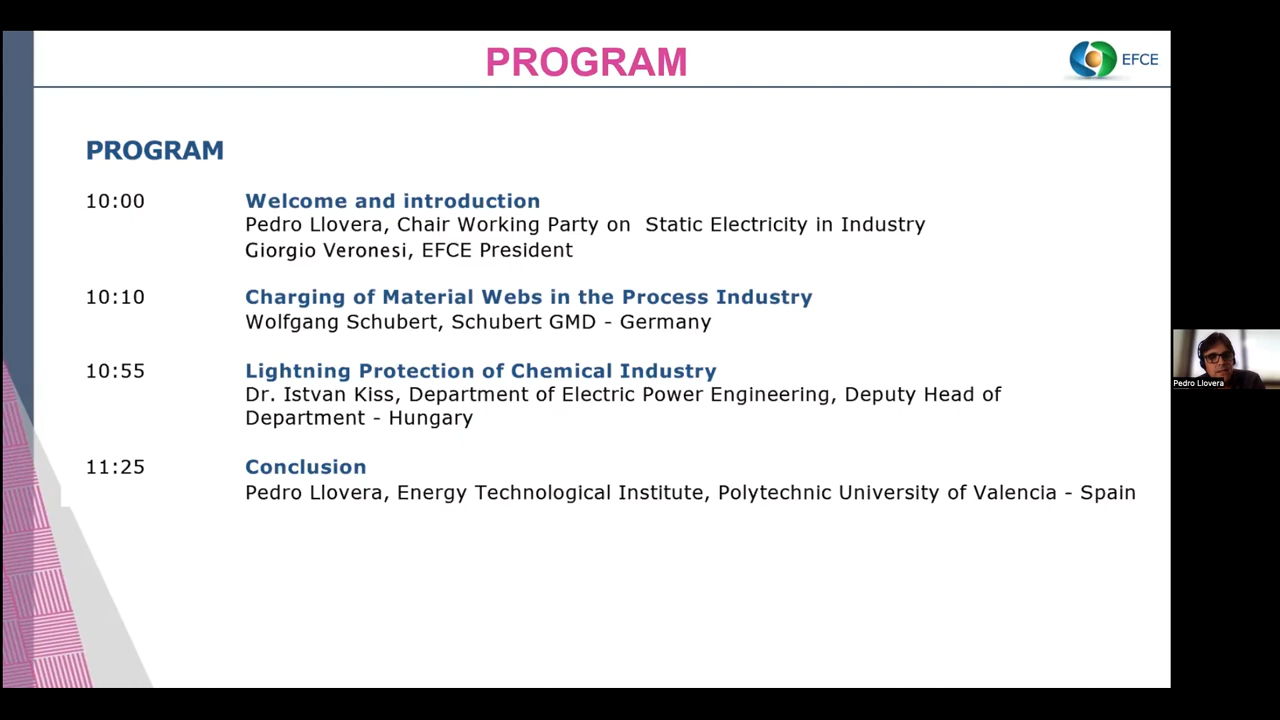 PROGRAM
EFCE
PROGRAM
10:00 Welcome and introduction
Pedro Llovera, Chair Working Party on Static Electricity in Industry
Giorgio Veronesi, EFCE President
10:10 Charging of Material Webs in the Process Industry
Wolfgang Schubert, Schubert GMD - Germany
10:55 Lightning Protection of Chemical Industry
Dr. Istvan Kiss, Department of Electric Power Engineering, Deputy Head of
Department - Hungary
11:25 Conclusion
Pedro Llovera, Energy Technological Institute, Polytechnic University of Valencia - Spain
Pedro Llovera